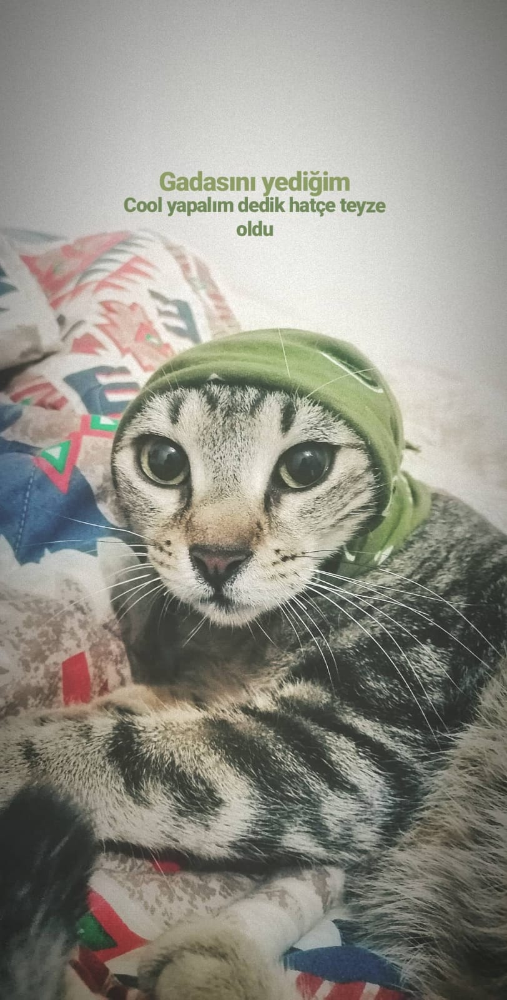 Gadasını yediğim
Cool yapalım dedik hatçe teyze
oldu